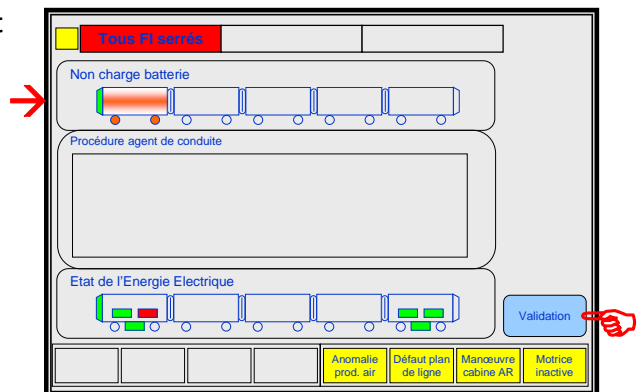 t
Tous FI serrés
Non charge batterie
Procédure agent de conduite
Etat de l'Energie Electrique
Validation
Anomalie
prod. air
Défaut plan
de ligne
Manœuvre
cabine AR
Motrice
inactive